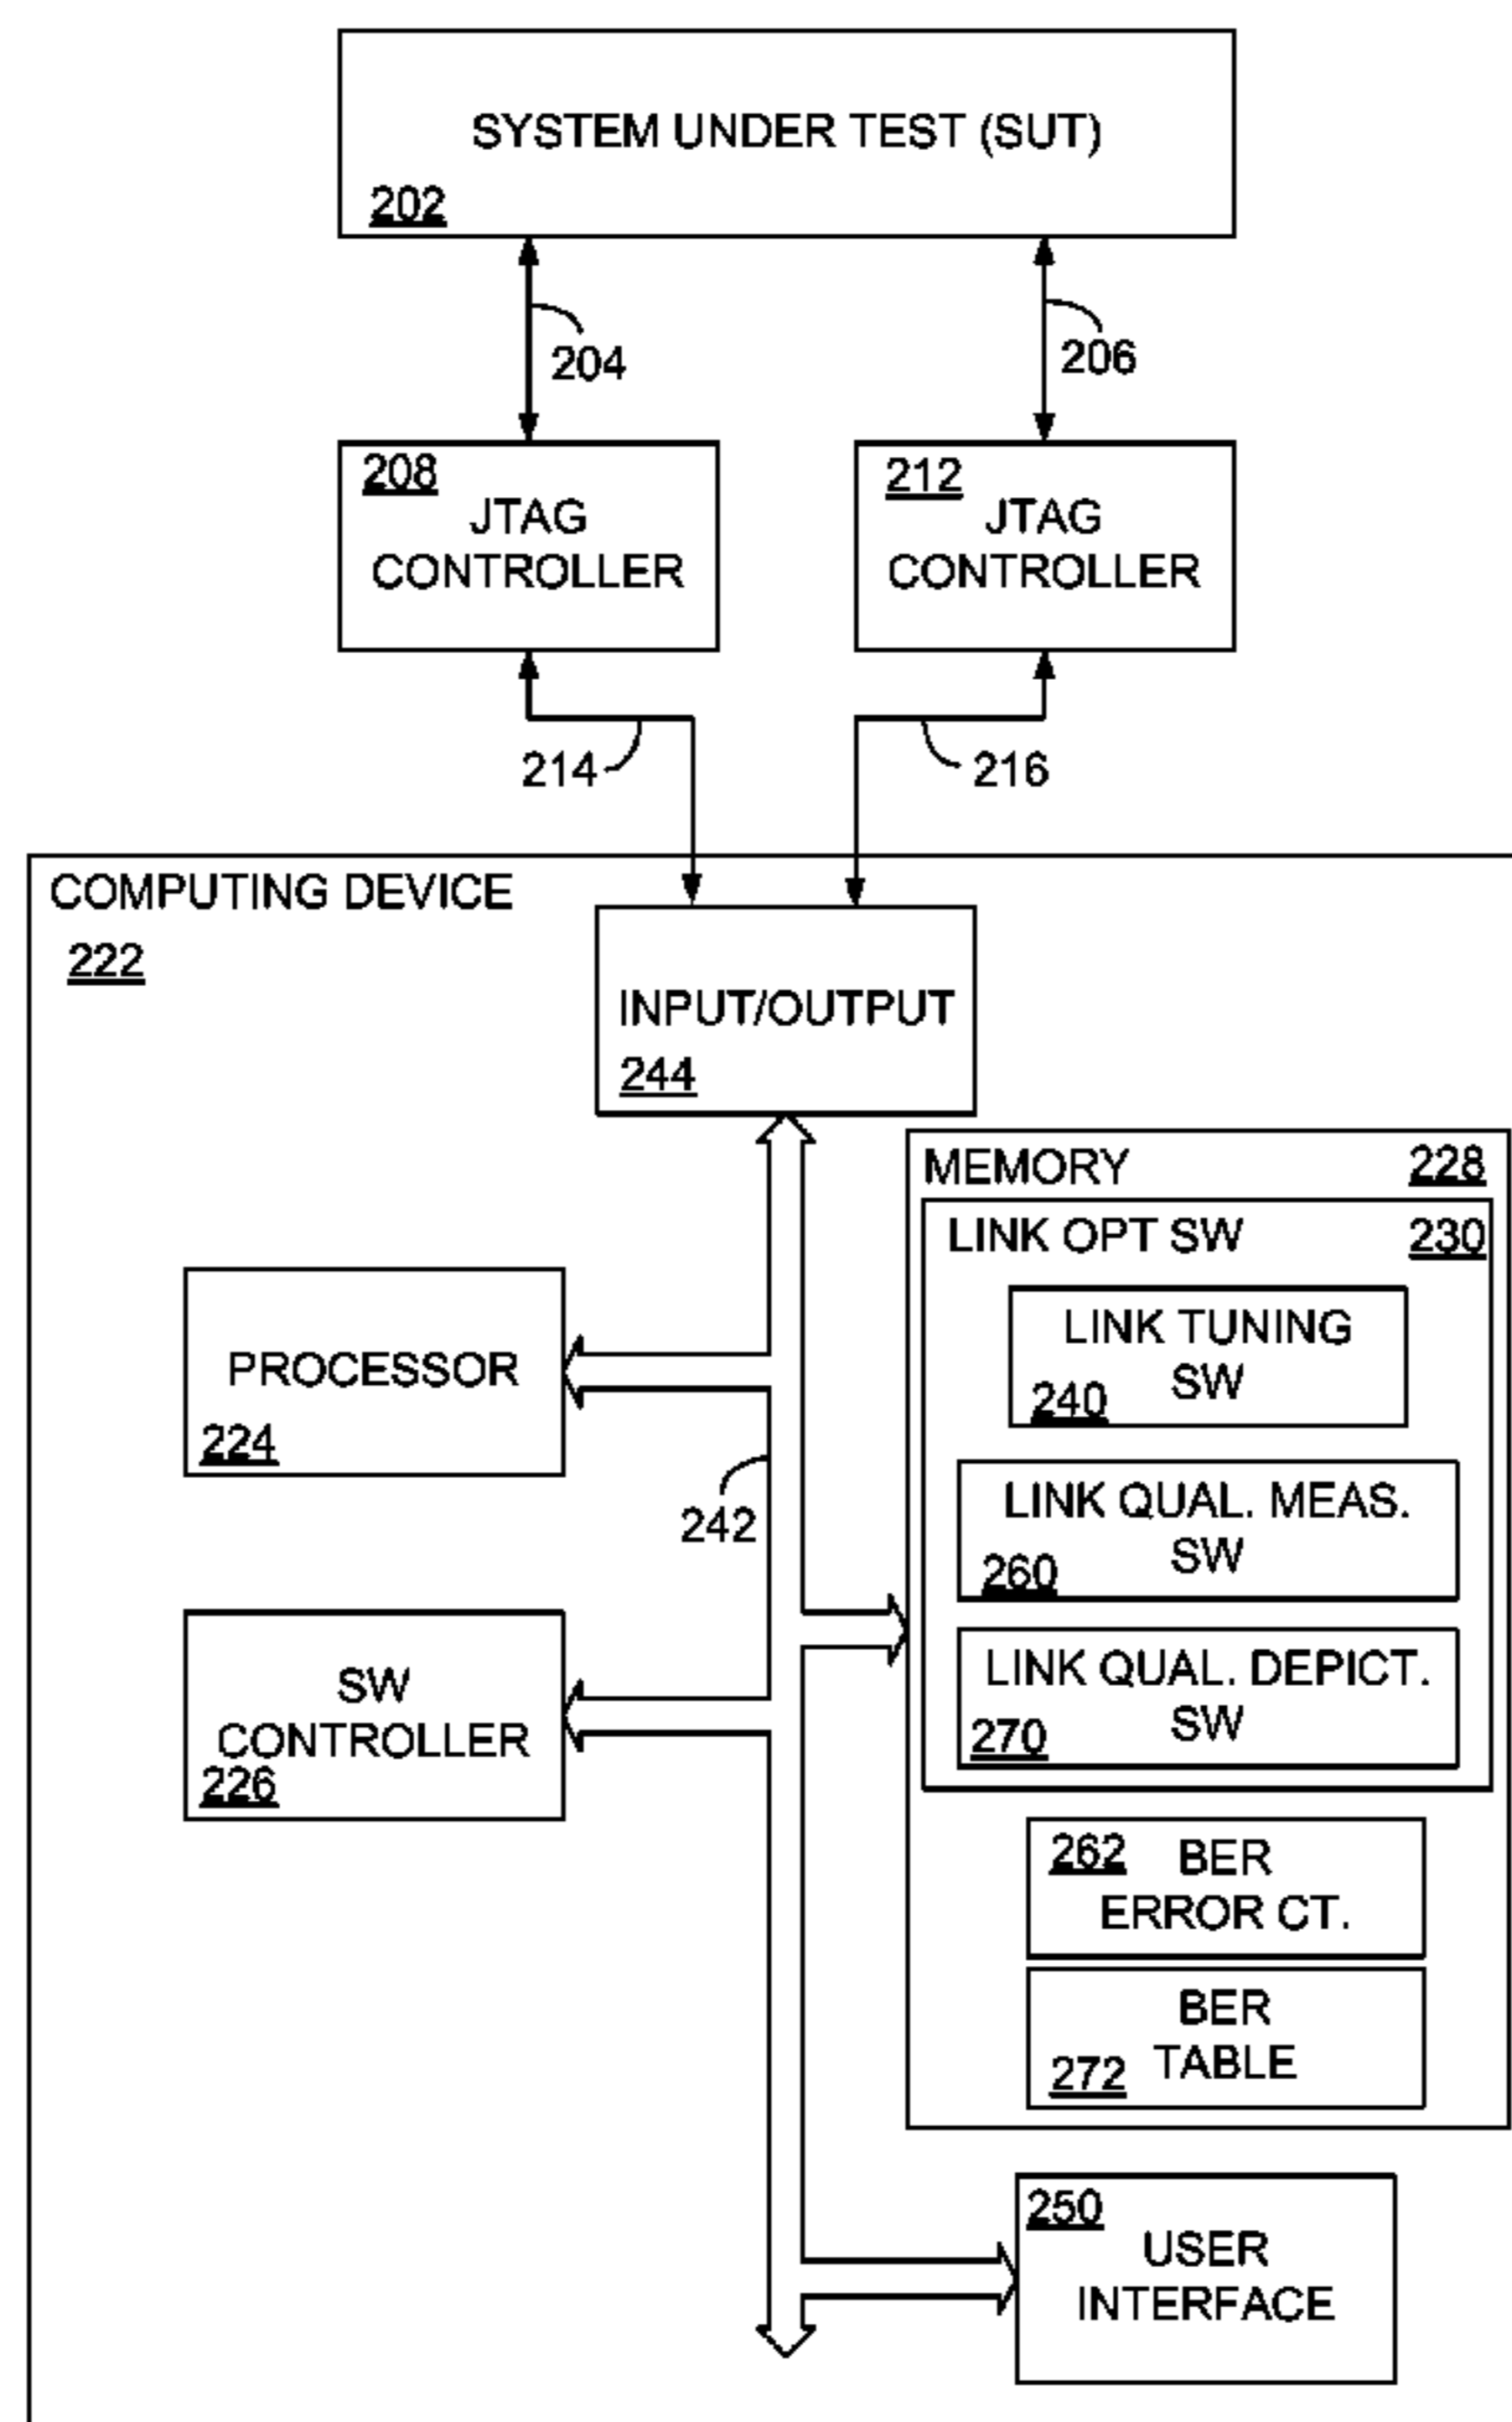 SYSTEM UNDER TEST (SUT)
202
204
206
208
JTAG
CONTROLLER
212
JTAG
CONTROLLER
214
216
COMPUTING DEVICE
222
INPUT/OUTPUT
244
MEMORY 228
LINK OPT SW 230
LINK TUNING
SW
240
PROCESSOR
224
242
LINK QUAL. MEAS.
SW
260
LINK QUAL. DEPICT.
SW
270
SW
CONTROLLER
226
262 BER
ERROR CT.
BER
TABLE
272
250
USER
INTERFACE